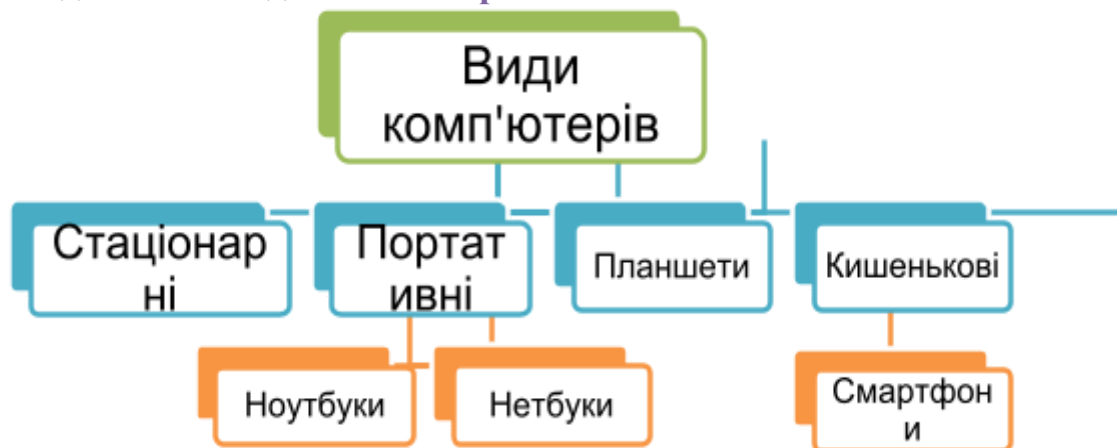 Види
комп'ютерів
Стаціонар
ні
Портат
ивні
Планшети
Кишенькові
Ноутбуки
Нетбуки
Смартфон
и